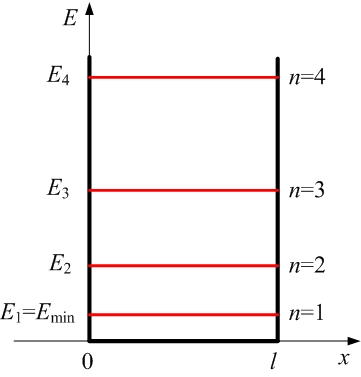 E
E₄ n=4
E₃ n=3
E₂ n=2
E₁=Eₘᵢₙ n=1
0 l x